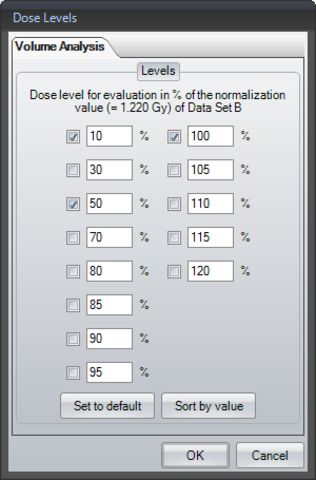 Dose Levels
Volume Analysis
Levels
Dose level for evaluation in % of the normalization
value (= 1.220 Gy) of Data Set B
10 % 100 %
30 % 105 %
50 % 110 %
70 % 115 %
80 % 120 %
85 %
90 %
95 %
Set to default Sort by value
OK Cancel